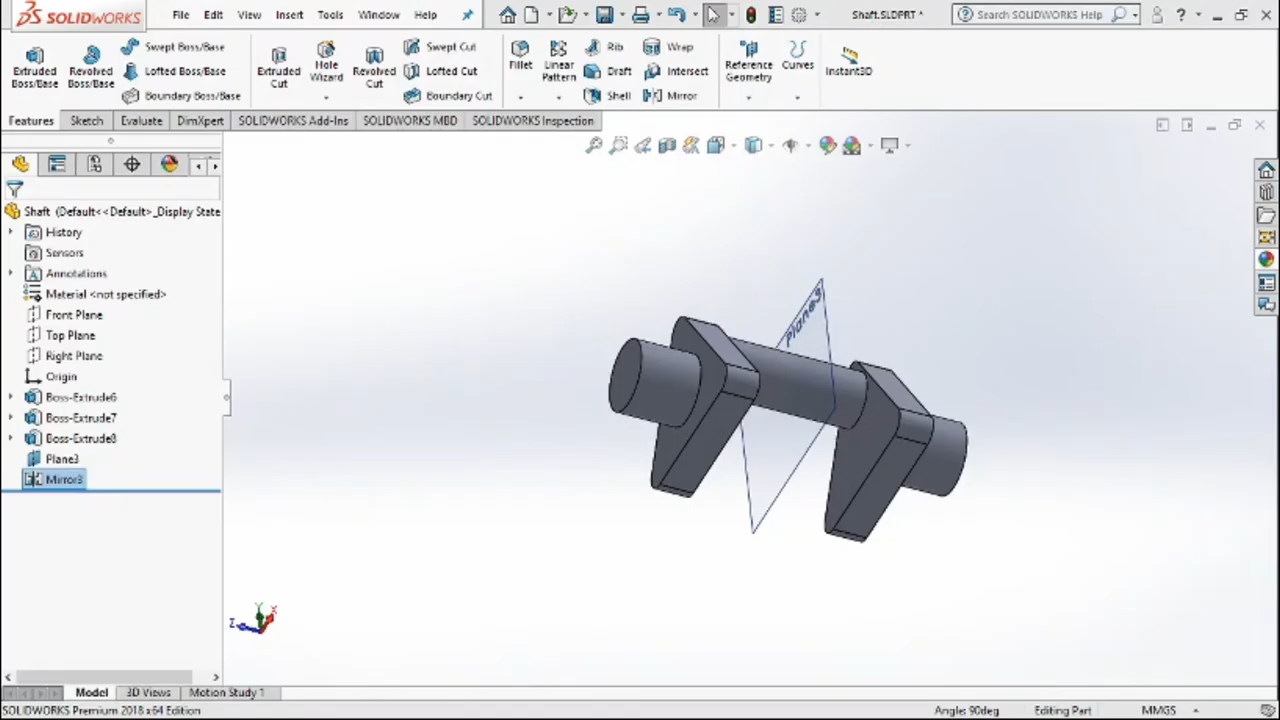 SOLIDWORKS File Edit View Insert Tools Window Help Shaft.SLDPRT * Search SOLIDWORKS Help
Extruded Boss/Base
Revolved Boss/Base
Swept Boss/Base
Lofted Boss/Base
Boundary Boss/Base
Extruded Cut
Hole Wizard
Revolved Cut
Swept Cut
Lofted Cut
Boundary Cut
Fillet
Linear Pattern
Rib
Draft
Shell
Wrap
Intersect
Mirror
Reference Geometry
Curves
Instant3D
Features Sketch Evaluate DimXpert SOLIDWORKS Add-Ins SOLIDWORKS MBD SOLIDWORKS Inspection
Shaft (Default<<Default>_Display State
History
Sensors
Annotations
Material <not specified>
Front Plane
Top Plane
Right Plane
Origin
Boss-Extrude6
Boss-Extrude7
Boss-Extrude8
Plane3
Mirror3
Plane3
Y
X
Z
Model 3D Views Motion Study 1
SOLIDWORKS Premium 2018 x64 Edition Angle: 90deg Editing Part MMGS